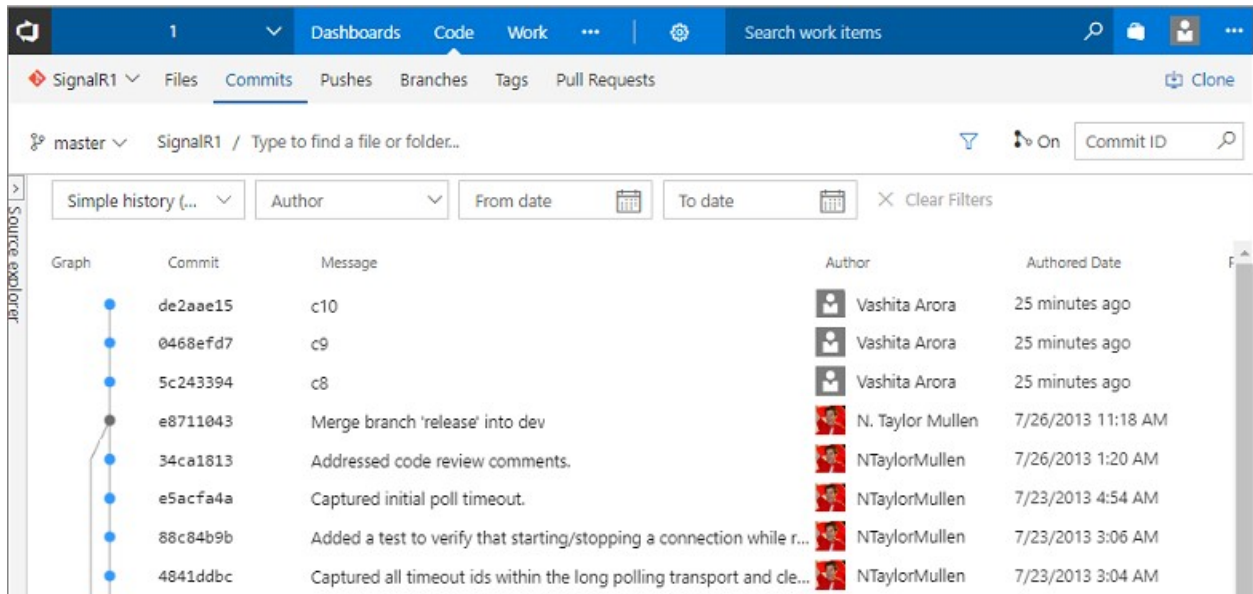 1 Dashboards Code Work ... Search work items ...
SignalR1 Files Commits Pushes Branches Tags Pull Requests Clone
master SignalR1 / Type to find a file or folder... On Commit ID
Source explorer
Simple history (... Author From date To date Clear Filters
Graph Commit Message Author Authored Date
de2aae15 c10 Vashita Arora 25 minutes ago
0468efd7 c9 Vashita Arora 25 minutes ago
5c243394 c8 Vashita Arora 25 minutes ago
e8711043 Merge branch 'release' into dev N. Taylor Mullen 7/26/2013 11:18 AM
34ca1813 Addressed code review comments. NTaylorMullen 7/26/2013 1:20 AM
e5acfa4a Captured initial poll timeout. NTaylorMullen 7/23/2013 4:54 AM
88c84b9b Added a test to verify that starting/stopping a connection while r... NTaylorMullen 7/23/2013 3:06 AM
4841ddbc Captured all timeout ids within the long polling transport and cle... NTaylorMullen 7/23/2013 3:04 AM